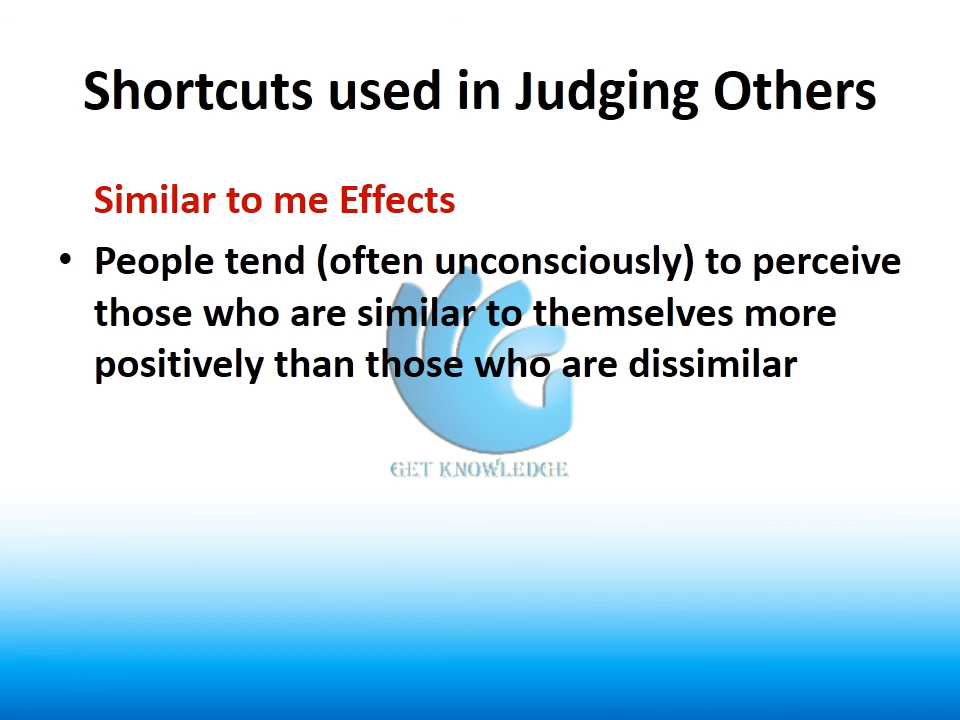 Shortcuts used in Judging Others
Similar to me Effects
• People tend (often unconsciously) to perceive
those who are similar to themselves more
positively than those who are dissimilar
GET KNOWLEDGE